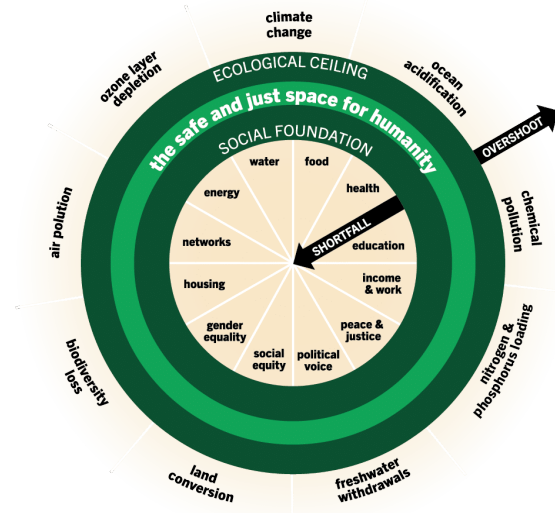 climate
change
ocean
acidification
chemical
pollution
nitrogen &
phosphorus loading
freshwater
withdrawals
land
conversion
biodiversity
loss
air polution
ozone layer
depletion
ECOLOGICAL CEILING
the safe and just space for humanity
SOCIAL FOUNDATION
OVERSHOOT
SHORTFALL
water
food
health
education
income
& work
peace &
justice
political
voice
social
equity
gender
equality
housing
networks
energy